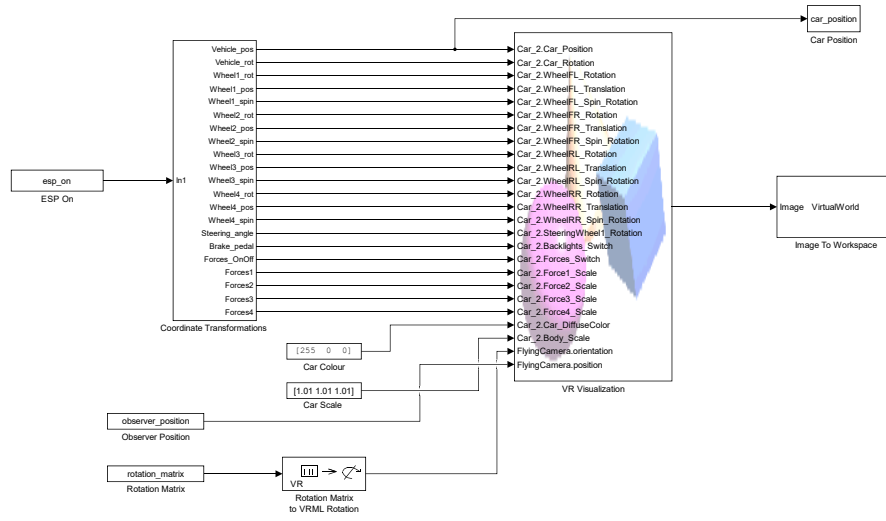 car_position
Car Position
Vehicle_pos
Vehicle_rot
Wheel1_rot
Wheel1_pos
Wheel1_spin
Wheel2_rot
Wheel2_pos
Wheel2_spin
Wheel3_rot
Wheel3_pos
Wheel3_spin
Wheel4_rot
Wheel4_pos
Wheel4_spin
Steering_angle
Brake_pedal
Forces_OnOff
Forces1
Forces2
Forces3
Forces4
In1
Coordinate Transformations
esp_on
ESP On
Car_2.Car_Position
Car_2.Car_Rotation
Car_2.WheelFL_Rotation
Car_2.WheelFL_Translation
Car_2.WheelFL_Spin_Rotation
Car_2.WheelFR_Rotation
Car_2.WheelFR_Translation
Car_2.WheelFR_Spin_Rotation
Car_2.WheelRL_Rotation
Car_2.WheelRL_Translation
Car_2.WheelRL_Spin_Rotation
Car_2.WheelRR_Rotation
Car_2.WheelRR_Translation
Car_2.WheelRR_Spin_Rotation
Car_2.SteeringWheel1_Rotation
Car_2.Backlights_Switch
Car_2.Forces_Switch
Car_2.Force1_Scale
Car_2.Force2_Scale
Car_2.Force3_Scale
Car_2.Force4_Scale
Car_2.Car_DiffuseColor
Car_2.Body_Scale
FlyingCamera.orientation
FlyingCamera.position
VR Visualization
Image VirtualWorld
Image To Workspace
[255 0 0]
Car Colour
[1.01 1.01 1.01]
Car Scale
observer_position
Observer Position
rotation_matrix
Rotation Matrix
VR
Rotation Matrix
to VRML Rotation